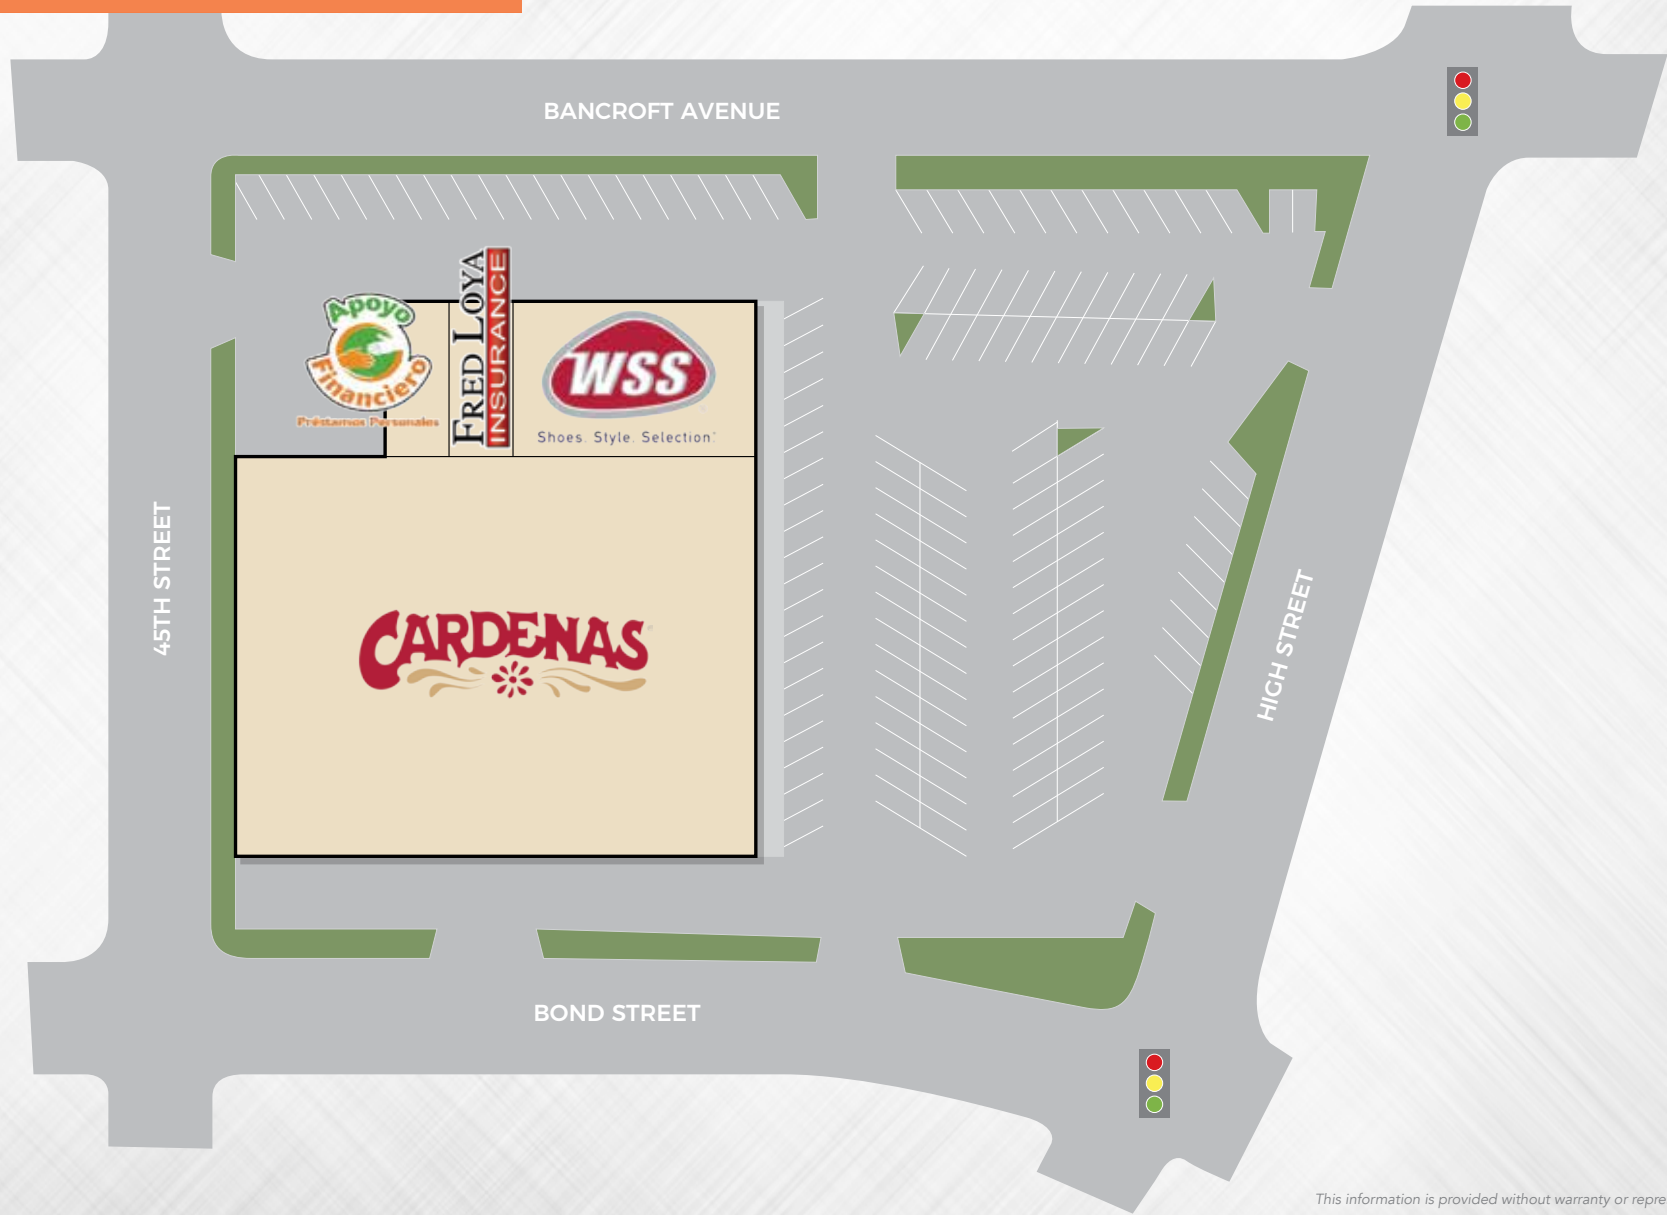 BANCROFT AVENUE
Apoyo
Financiero
Préstamos Personales
FRED LOYA
INSURANCE
WSS
Shoes. Style. Selection.
45TH STREET
CARDENAS
HIGH STREET
BOND STREET
This information is provided without warranty or repre